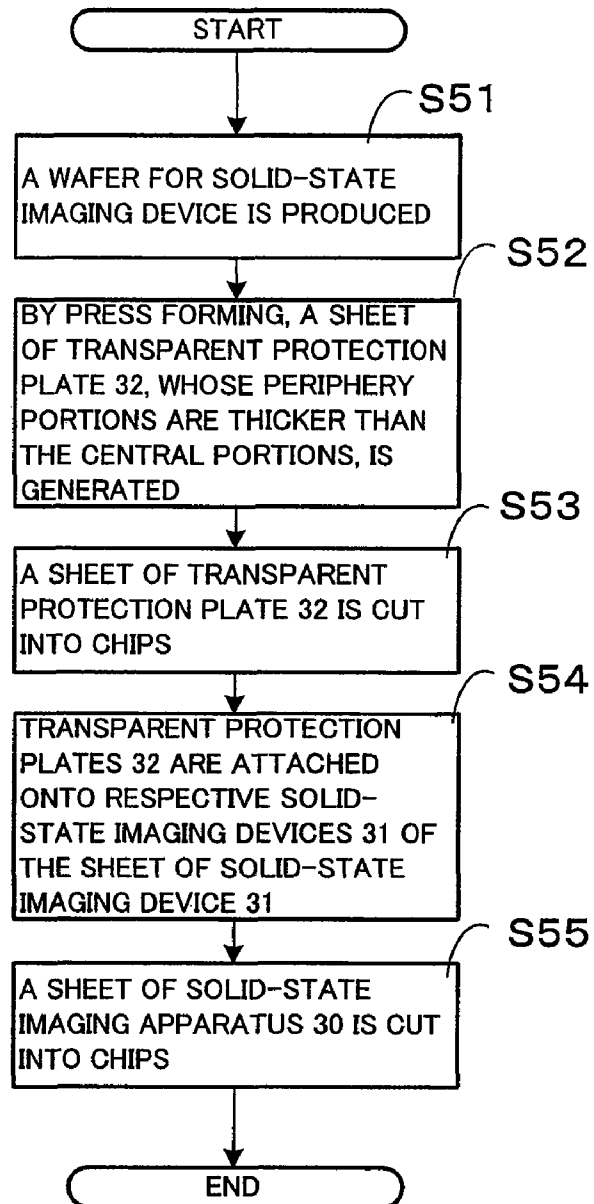 START
S51
A WAFER FOR SOLID-STATE
IMAGING DEVICE IS PRODUCED
S52
BY PRESS FORMING, A SHEET
OF TRANSPARENT PROTECTION
PLATE 32, WHOSE PERIPHERY
PORTIONS ARE THICKER THAN
THE CENTRAL PORTIONS, IS
GENERATED
S53
A SHEET OF TRANSPARENT
PROTECTION PLATE 32 IS CUT
INTO CHIPS
S54
TRANSPARENT PROTECTION
PLATES 32 ARE ATTACHED
ONTO RESPECTIVE SOLID-
STATE IMAGING DEVICES 31 OF
THE SHEET OF SOLID-STATE
IMAGING DEVICE 31
S55
A SHEET OF SOLID-STATE
IMAGING APPARATUS 30 IS CUT
INTO CHIPS
END